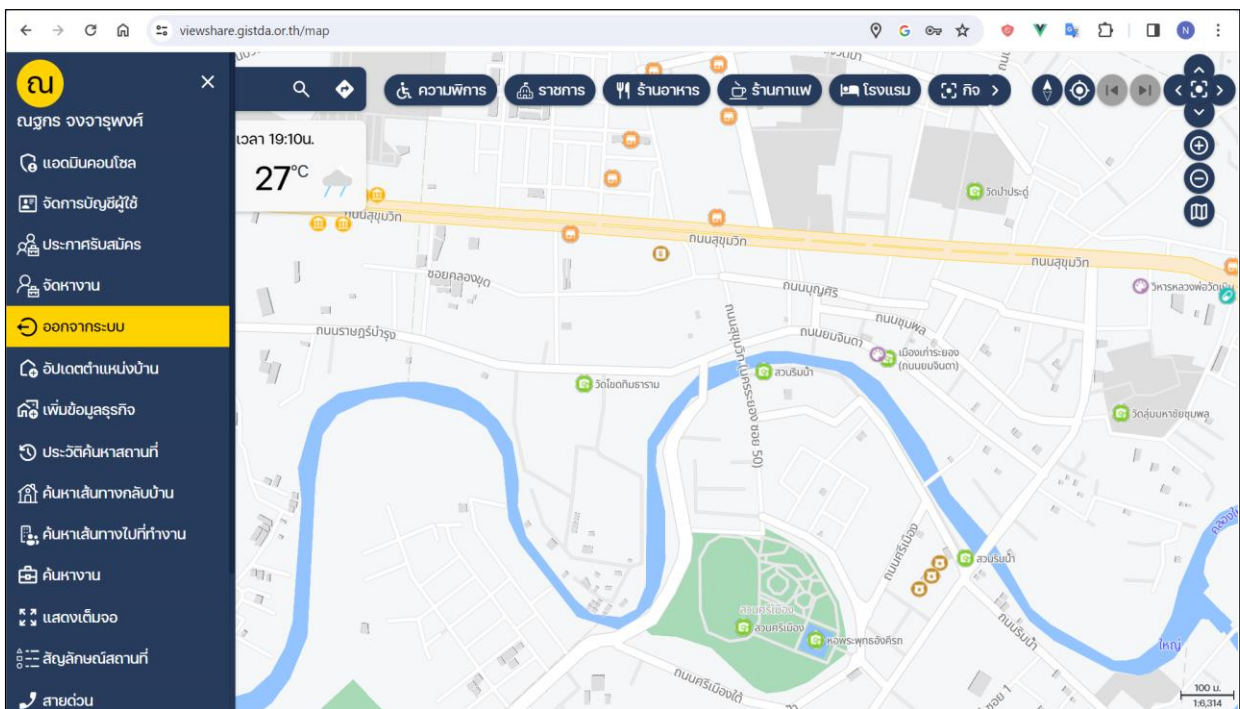 viewshare.gistda.or.th/map
G
N
ณ
ณฐกร จงจารุพงศ์
แอดมินคอนโซล
จัดการบัญชีผู้ใช้
ประกาศรับสมัคร
จัดหางาน
ออกจากระบบ
อัปเดตตำแหน่งบ้าน
เพิ่มข้อมูลธุรกิจ
ประวัติค้นหาสถานที่
ค้นหาเส้นทางกลับบ้าน
ค้นหาเส้นทางไปที่ทำงาน
ค้นหางาน
แสดงเต็มจอ
สัญลักษณ์สถานที่
สายด่วน
ความพิการ
ราชการ
ร้านอาหาร
ร้านกาแฟ
โรงแรม
กิจ
เวลา 19:10น.
27°C
วัดป่าประดู่
ถนนสุขุมวิท
ถนนสุขุมวิท
ถนนสุขุมวิท
ซอยคลองขุด
ถนนบุญศิริ
วิหารหลวงพ่อวัดเนิน
ถนนราษฎร์บำรุง
ถนนชุมพล
ถนนยมจินดา
เมืองเก่าระยอง
(ถนนยมจินดา)
ถนนสุขุมวิท (นครระยอง ซอย 50)
สวนริมน้ำ
วัดโขดทิมธาราม
วัดลุ่มมหาชัยชุมพล
ถนนศรีเมือง
สวนริมน้ำ
สวนศรีเมือง
สวนศรีเมือง
หอพระพุทธอังคีรส
ถนนริมน้ำ
ใหญ่
ถนนศรีเมืองใต้
ซอย 1
100 ม.
1:6,314